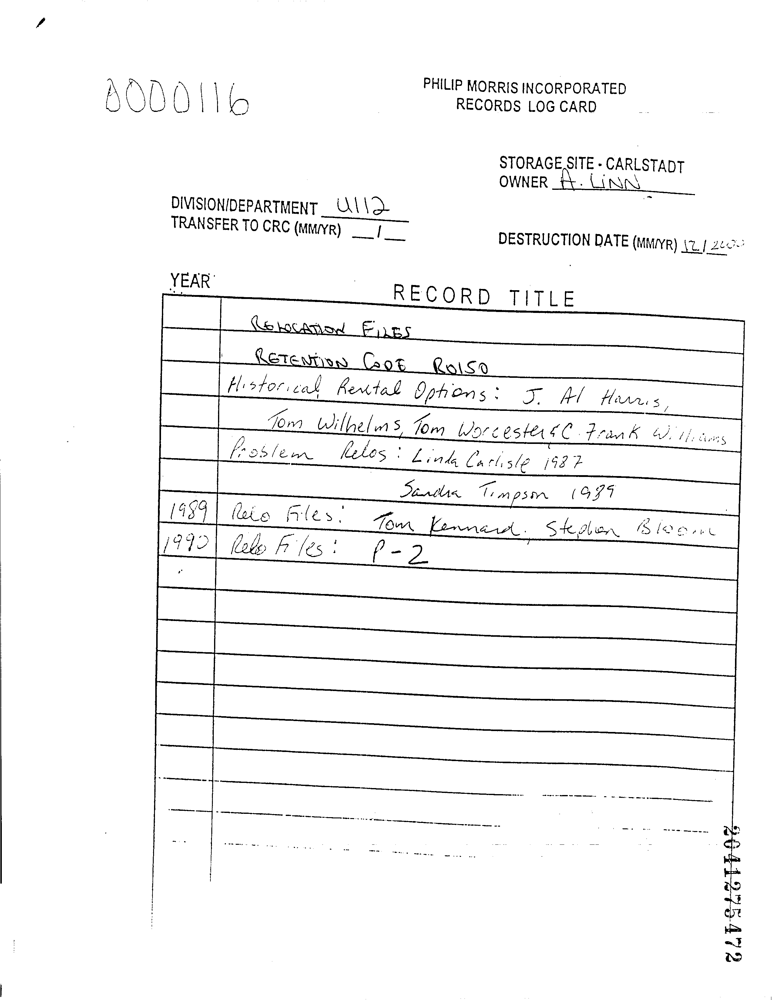 0000116
PHILIP MORRIS INCORPORATED
RECORDS LOG CARD
STORAGE SITE - CARLSTADT
OWNER A. LINN
DIVISION/DEPARTMENT U112
TRANSFER TO CRC (MM/YR) __/__
DESTRUCTION DATE (MM/YR) 12/2000
YEAR
RECORD TITLE
RELOCATION FILES
RETENTION CODE R0150
Historical Rental Options: J. Al Harris,
Tom Wilhelms, Tom Worcester & C. Frank Williams
Problem Relos: Linda Carlisle 1987
Sandra Timpson 1989
1989 Relo Files: Tom Kennard, Stephen Bloom
1990 Relo Files: P-2
2041275472